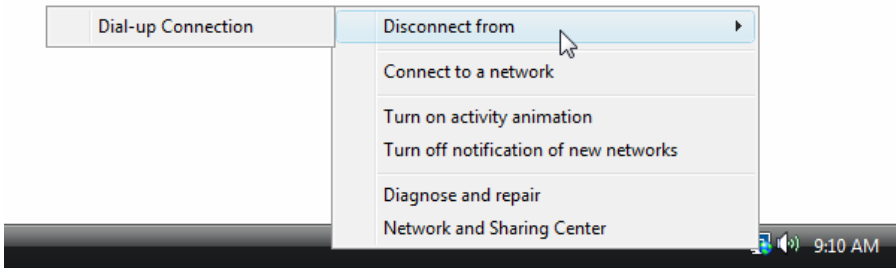 Dial-up Connection
Disconnect from
Connect to a network
Turn on activity animation
Turn off notification of new networks
Diagnose and repair
Network and Sharing Center
9:10 AM